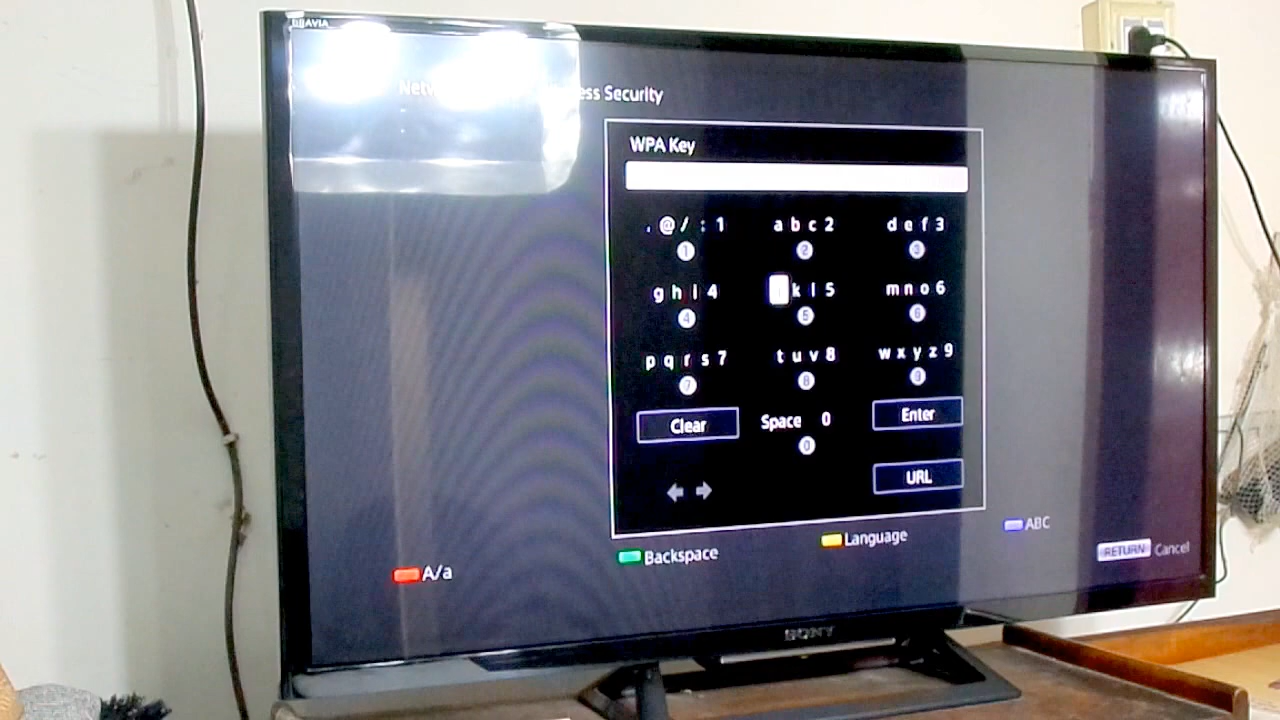 BRAVIA
Security
WPA Key
. @ / : 1
a b c 2
d e f 3
1
2
3
g h i 4
k l 5
m n o 6
4
5
6
p q r s 7
t u v 8
w x y z 9
7
8
9
Clear
Space 0
Enter
0
URL
ABC
Language
Backspace
RETURN Cancel
A/a
SONY